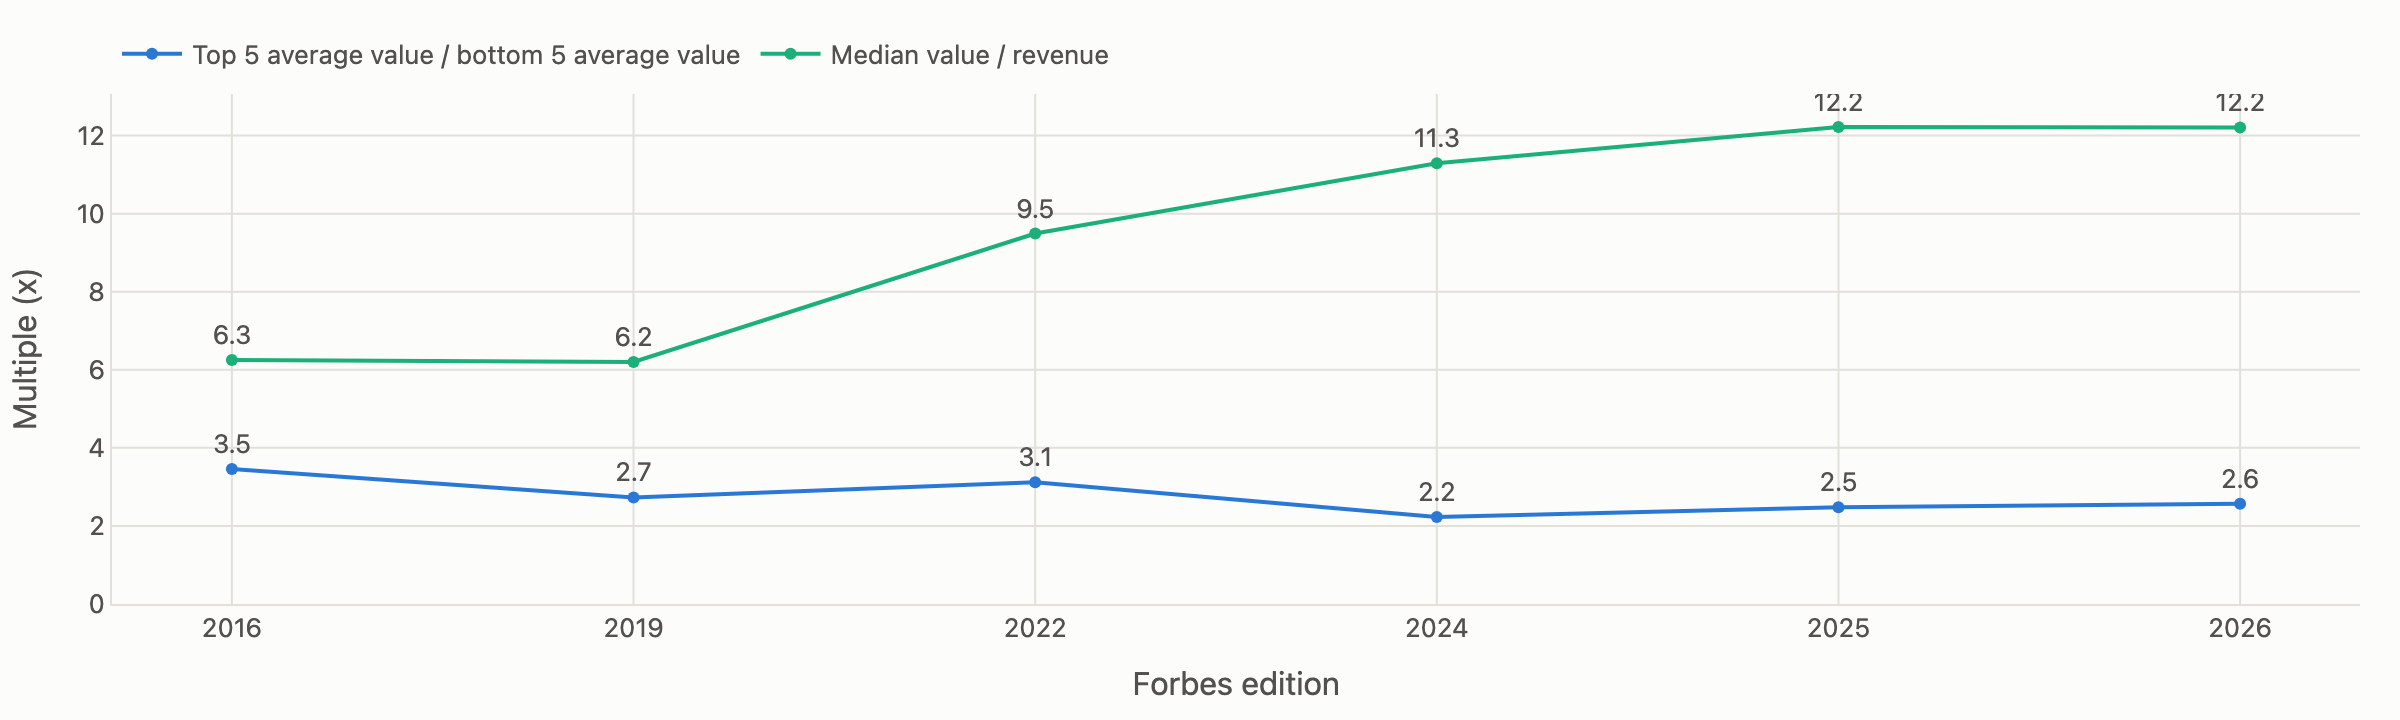 Top 5 average value / bottom 5 average value Median value / revenue
12.2 12.2
12
11.3
10
9.5
8
6.3 6.2
6
4
3.5
3.1
2.7
2.2 2.5 2.6
2
0
2016 2019 2022 2024 2025 2026
Multiple (x)
Forbes edition